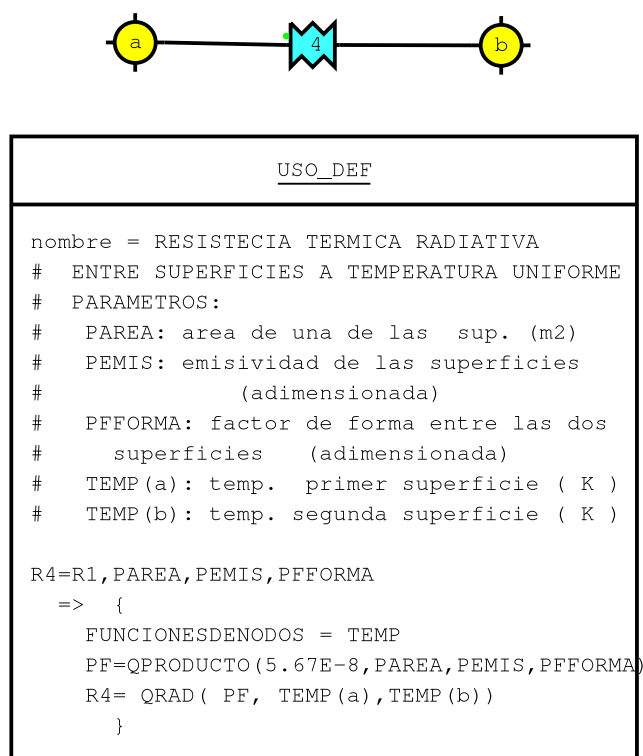 a 4 b
USO_DEF
nombre = RESISTECIA TERMICA RADIATIVA
# ENTRE SUPERFICIES A TEMPERATURA UNIFORME
# PARAMETROS:
# PAREA: area de una de las sup. (m2)
# PEMIS: emisividad de las superficies
# (adimensionada)
# PFFORMA: factor de forma entre las dos
# superficies (adimensionada)
# TEMP(a): temp. primer superficie ( K )
# TEMP(b): temp. segunda superficie ( K )
R4=R1,PAREA,PEMIS,PFFORMA
=> {
FUNCIONESDENODOS = TEMP
PF=QPRODUCTO(5.67E-8,PAREA,PEMIS,PFFORMA)
R4= QRAD( PF, TEMP(a),TEMP(b))
}